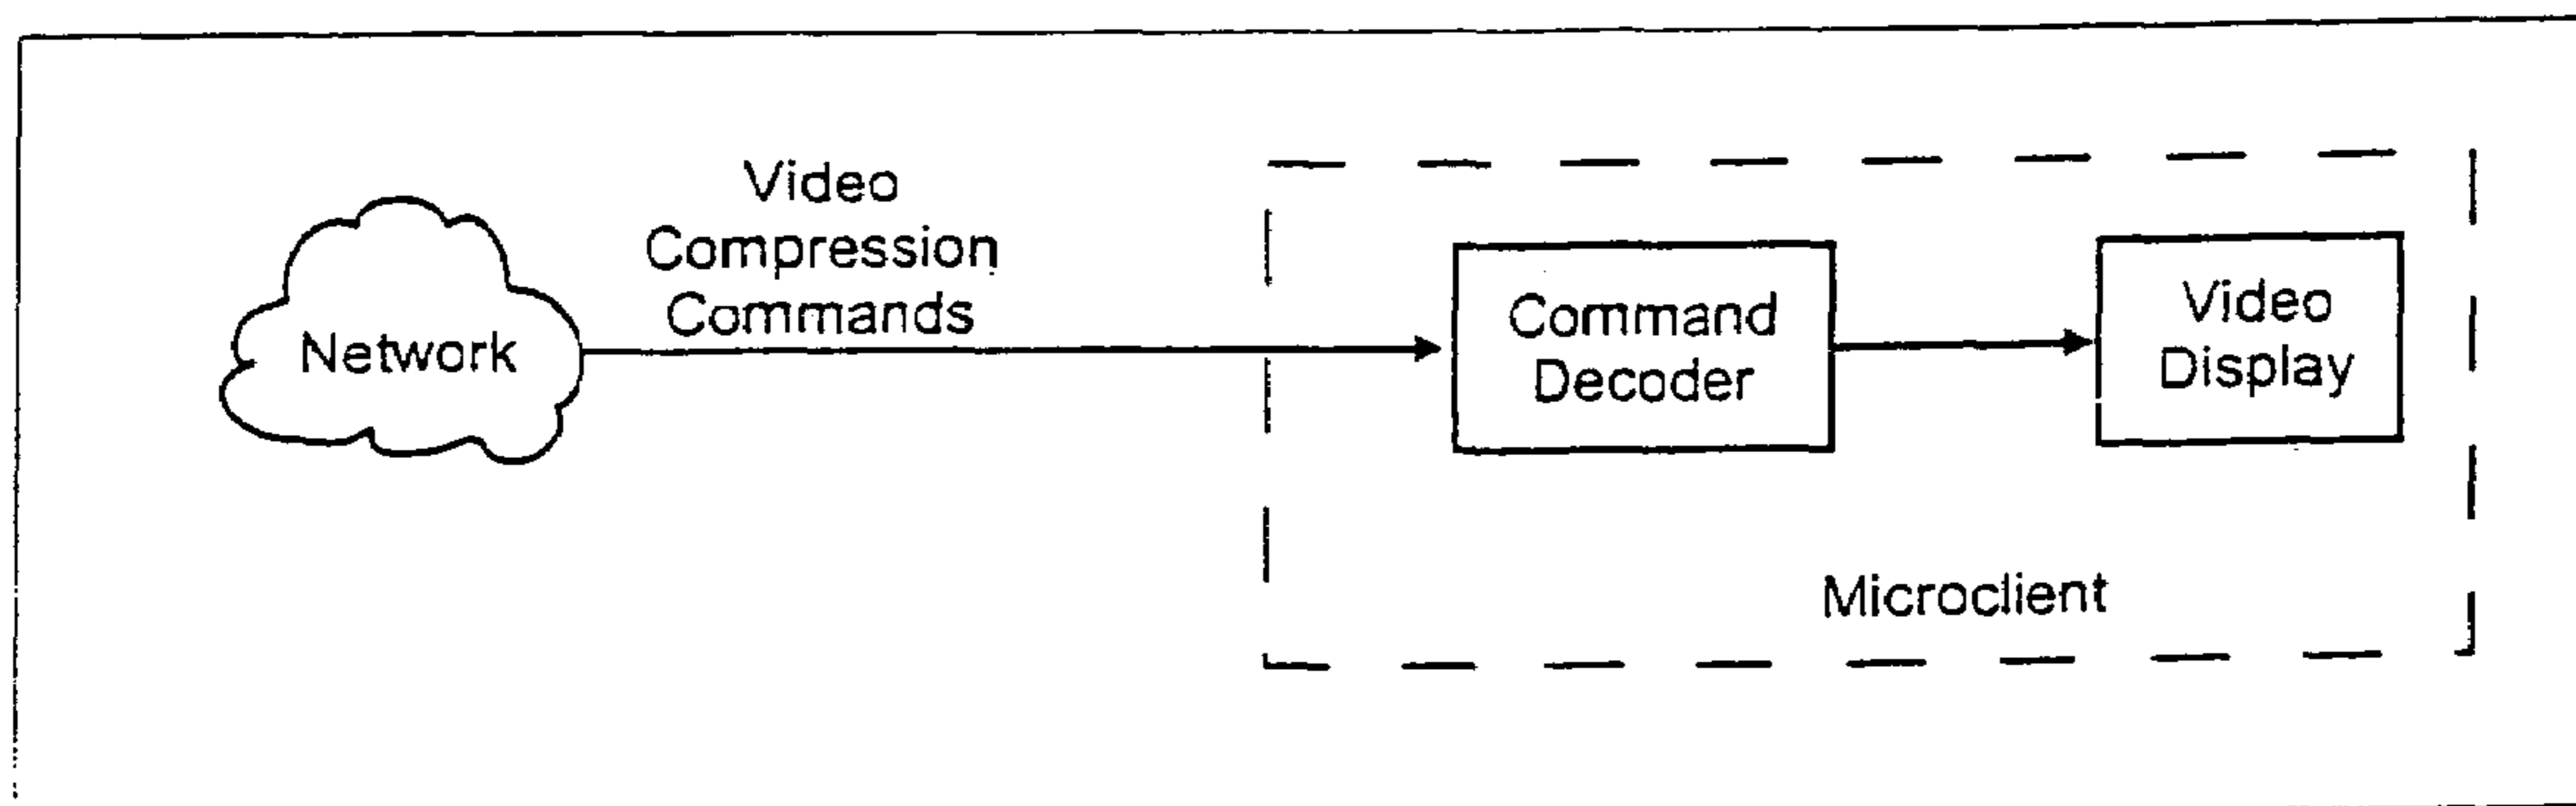 Video
Compression
Commands
Network
Command
Decoder
Video
Display
Microclient